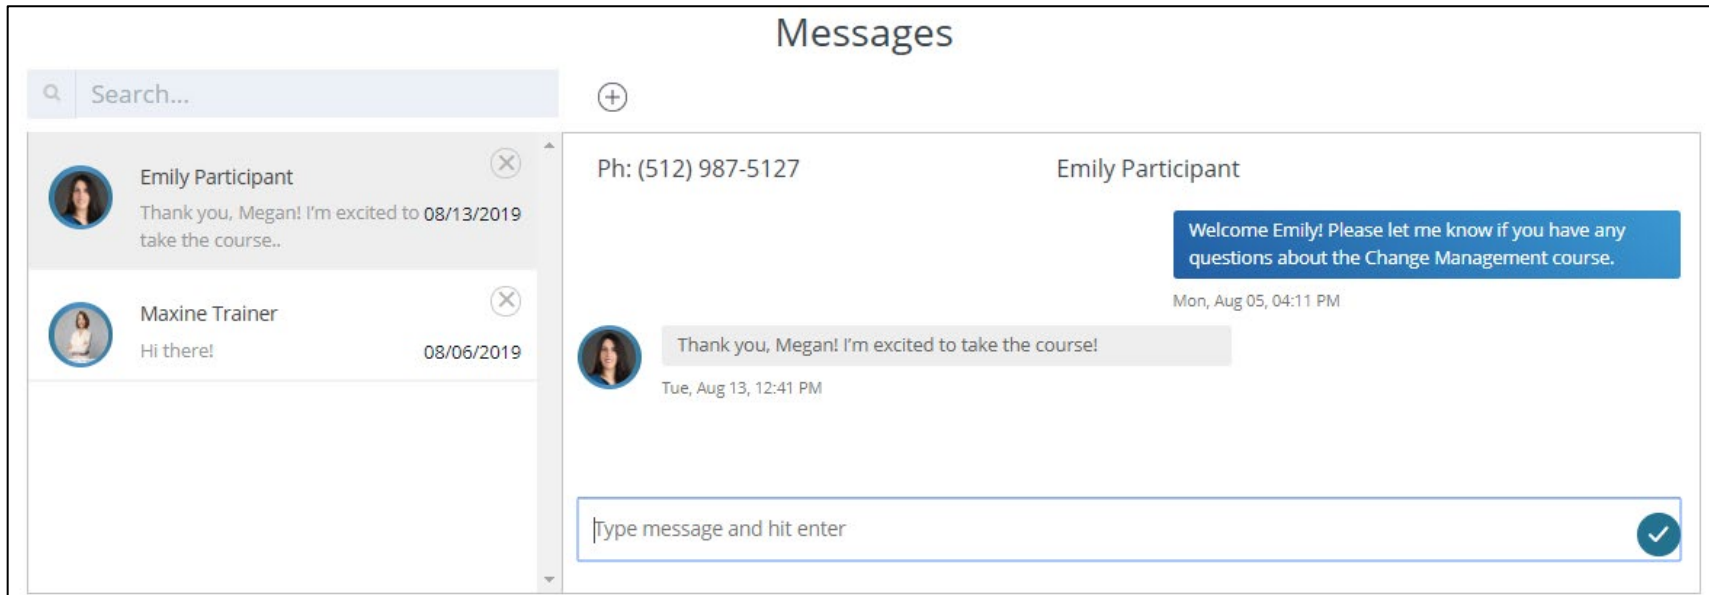 Messages
Search...
Emily Participant
Thank you, Megan! I'm excited to 08/13/2019
take the course..
Maxine Trainer
Hi there! 08/06/2019
Ph: (512) 987-5127 Emily Participant
Welcome Emily! Please let me know if you have any
questions about the Change Management course.
Mon, Aug 05, 04:11 PM
Thank you, Megan! I'm excited to take the course!
Tue, Aug 13, 12:41 PM
Type message and hit enter